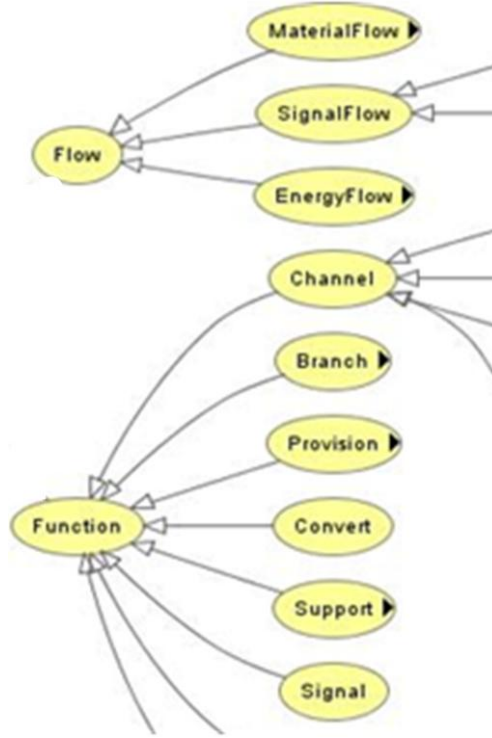 MaterialFlow
SignalFlow
Flow
EnergyFlow
Channel
Branch
Provision
Function
Convert
Support
Signal